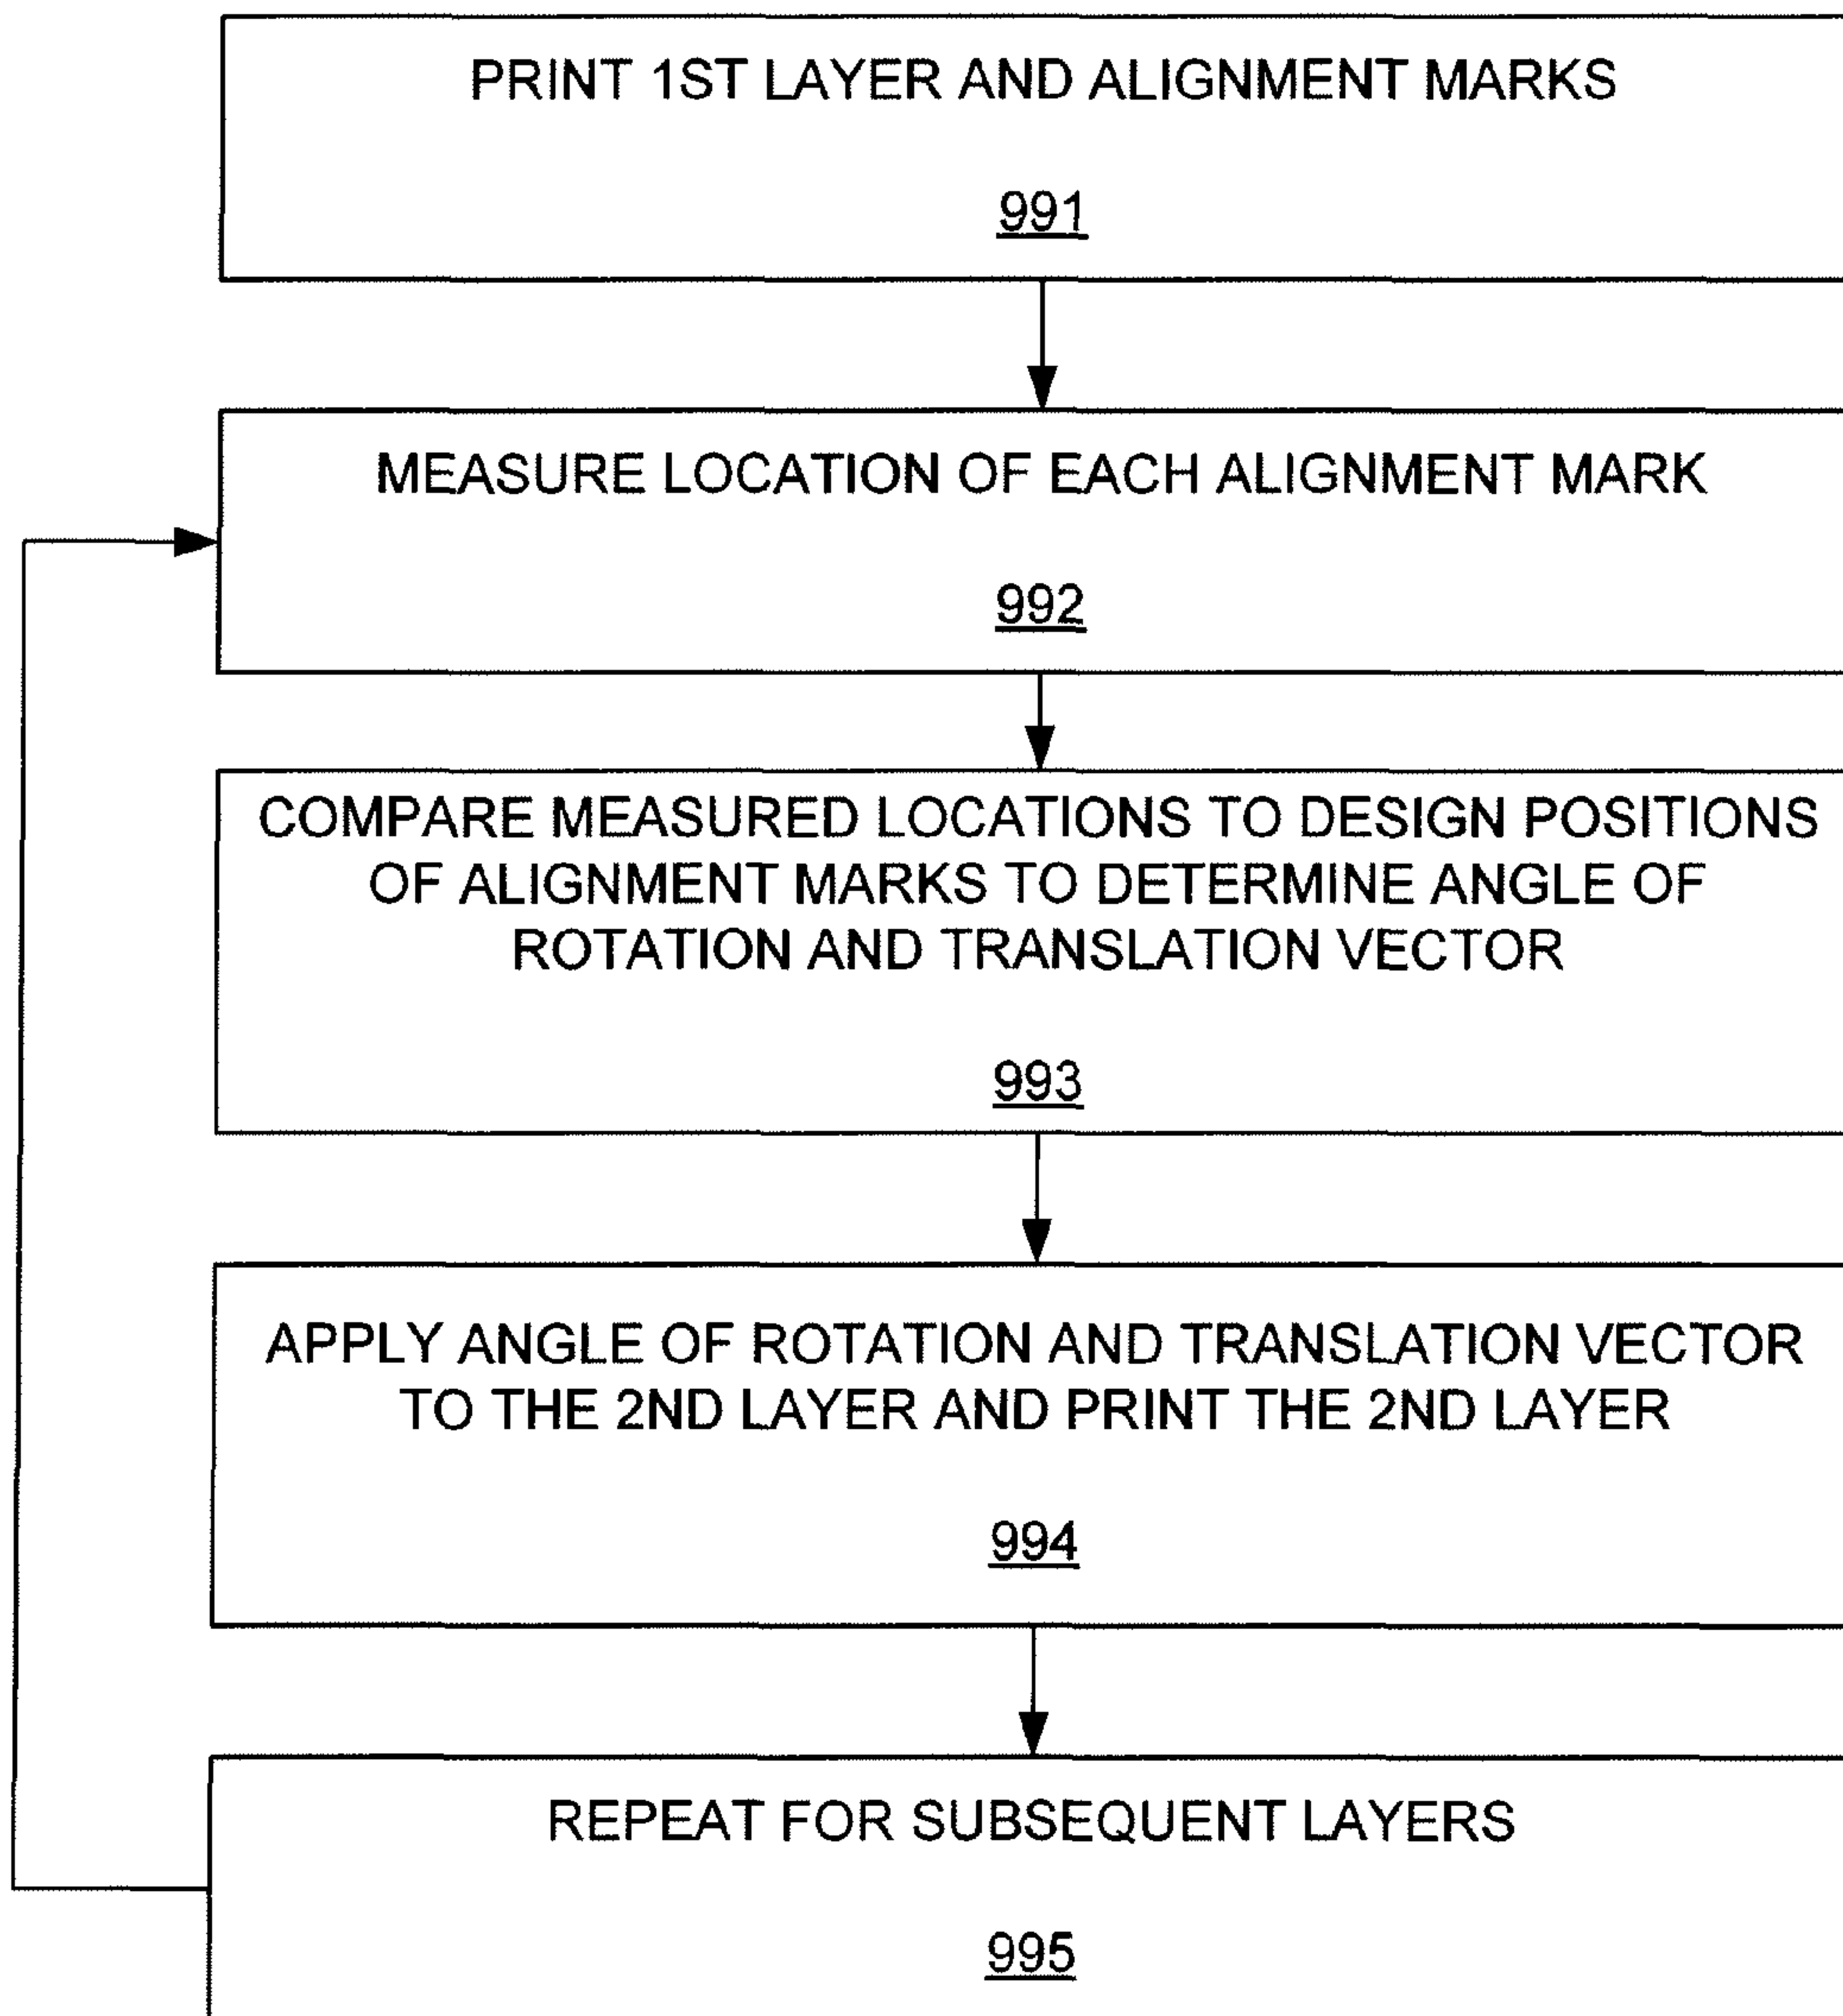 PRINT 1ST LAYER AND ALIGNMENT MARKS
991
MEASURE LOCATION OF EACH ALIGNMENT MARK
992
COMPARE MEASURED LOCATIONS TO DESIGN POSITIONS
OF ALIGNMENT MARKS TO DETERMINE ANGLE OF
ROTATION AND TRANSLATION VECTOR
993
APPLY ANGLE OF ROTATION AND TRANSLATION VECTOR
TO THE 2ND LAYER AND PRINT THE 2ND LAYER
994
REPEAT FOR SUBSEQUENT LAYERS
995